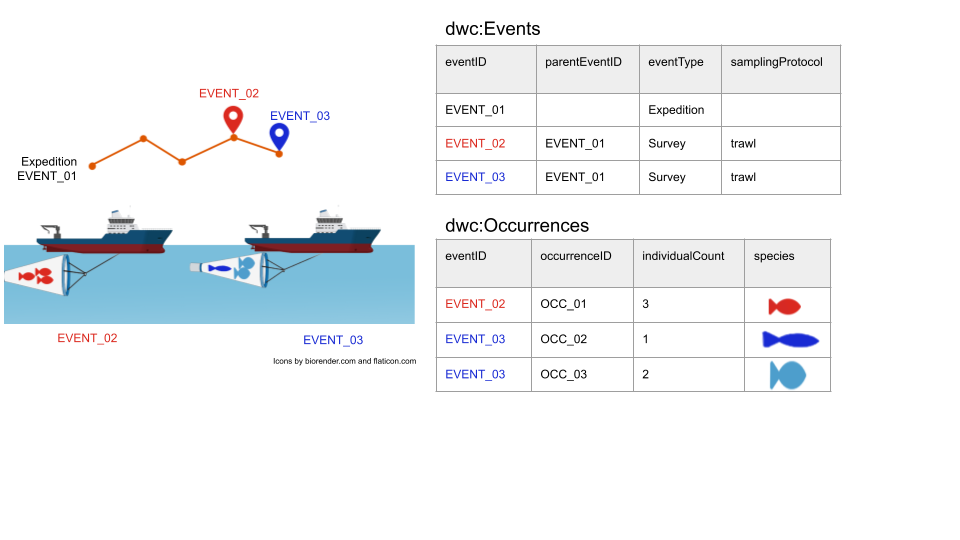 EVENT_02
EVENT_03
Expedition
EVENT_01
EVENT_02
EVENT_03
Icons by biorender.com and flaticon.com
dwc:Events
eventID parentEventID eventType samplingProtocol
EVENT_01 Expedition
EVENT_02 EVENT_01 Survey trawl
EVENT_03 EVENT_01 Survey trawl
dwc:Occurrences
eventID occurrenceID individualCount species
EVENT_02 OCC_01 3
EVENT_03 OCC_02 1
EVENT_03 OCC_03 2